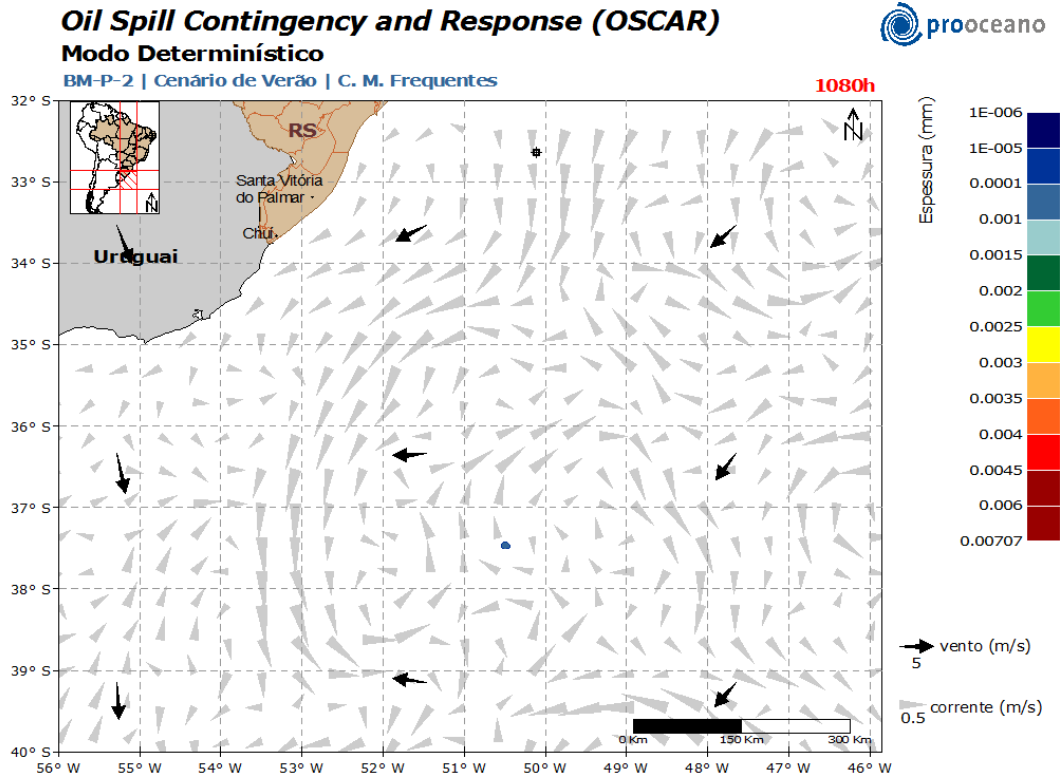 Oil Spill Contingency and Response (OSCAR)
prooceano
Modo Determinístico
BM-P-2 | Cenário de Verão | C. M. Frequentes
1080h
32° S
33° S
34° S
35° S
36° S
37° S
38° S
39° S
40° S
N
RS
Santa Vitória
do Palmar
Chuí
Uruguai
N
Espessura (mm)
1E-006
1E-005
0.0001
0.001
0.0015
0.002
0.0025
0.003
0.0035
0.004
0.0045
0.006
0.00707
vento (m/s)
5
corrente (m/s)
0.5
0 Km
150 Km
300 Km
56° W
55° W
54° W
53° W
52° W
51° W
50° W
49° W
48° W
47° W
46° W